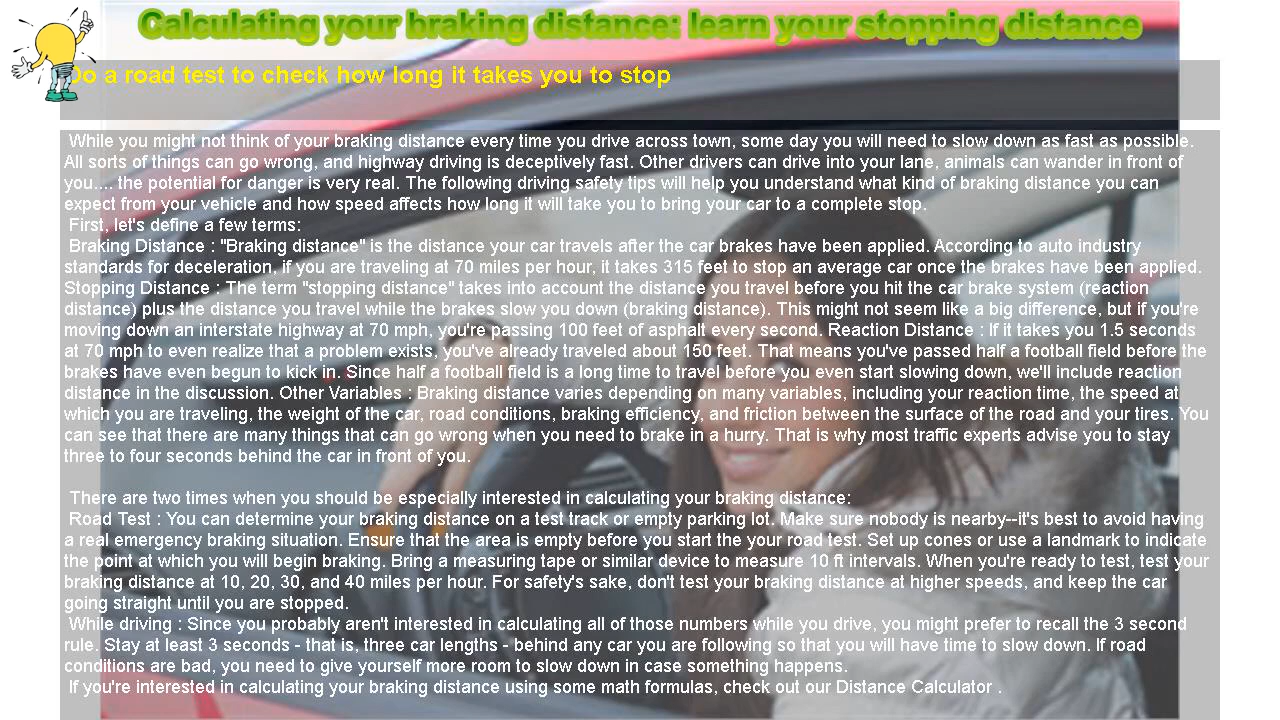 Calculating your braking distance: learn your stopping distance
Do a road test to check how long it takes you to stop
While you might not think of your braking distance every time you drive across town, some day you will need to slow down as fast as possible.
All sorts of things can go wrong, and highway driving is deceptively fast. Other drivers can drive into your lane, animals can wander in front of
you.... the potential for danger is very real. The following driving safety tips will help you understand what kind of braking distance you can
expect from your vehicle and how speed affects how long it will take you to bring your car to a complete stop.
First, let's define a few terms:
Braking Distance : "Braking distance" is the distance your car travels after the car brakes have been applied. According to auto industry
standards for deceleration, if you are traveling at 70 miles per hour, it takes 315 feet to stop an average car once the brakes have been applied.
Stopping Distance : The term "stopping distance" takes into account the distance you travel before you hit the car brake system (reaction
distance) plus the distance you travel while the brakes slow you down (braking distance). This might not seem like a big difference, but if you're
moving down an interstate highway at 70 mph, you're passing 100 feet of asphalt every second. Reaction Distance : If it takes you 1.5 seconds
at 70 mph to even realize that a problem exists, you've already traveled about 150 feet. That means you've passed half a football field before the
brakes have even begun to kick in. Since half a football field is a long time to travel before you even start slowing down, we'll include reaction
distance in the discussion. Other Variables : Braking distance varies depending on many variables, including your reaction time, the speed at
which you are traveling, the weight of the car, road conditions, braking efficiency, and friction between the surface of the road and your tires. You
can see that there are many things that can go wrong when you need to brake in a hurry. That is why most traffic experts advise you to stay
three to four seconds behind the car in front of you.
There are two times when you should be especially interested in calculating your braking distance:
Road Test : You can determine your braking distance on a test track or empty parking lot. Make sure nobody is nearby--it's best to avoid having
a real emergency braking situation. Ensure that the area is empty before you start the your road test. Set up cones or use a landmark to indicate
the point at which you will begin braking. Bring a measuring tape or similar device to measure 10 ft intervals. When you're ready to test, test your
braking distance at 10, 20, 30, and 40 miles per hour. For safety's sake, don't test your braking distance at higher speeds, and keep the car
going straight until you are stopped.
While driving : Since you probably aren't interested in calculating all of those numbers while you drive, you might prefer to recall the 3 second
rule. Stay at least 3 seconds - that is, three car lengths - behind any car you are following so that you will have time to slow down. If road
conditions are bad, you need to give yourself more room to slow down in case something happens.
If you're interested in calculating your braking distance using some math formulas, check out our Distance Calculator .